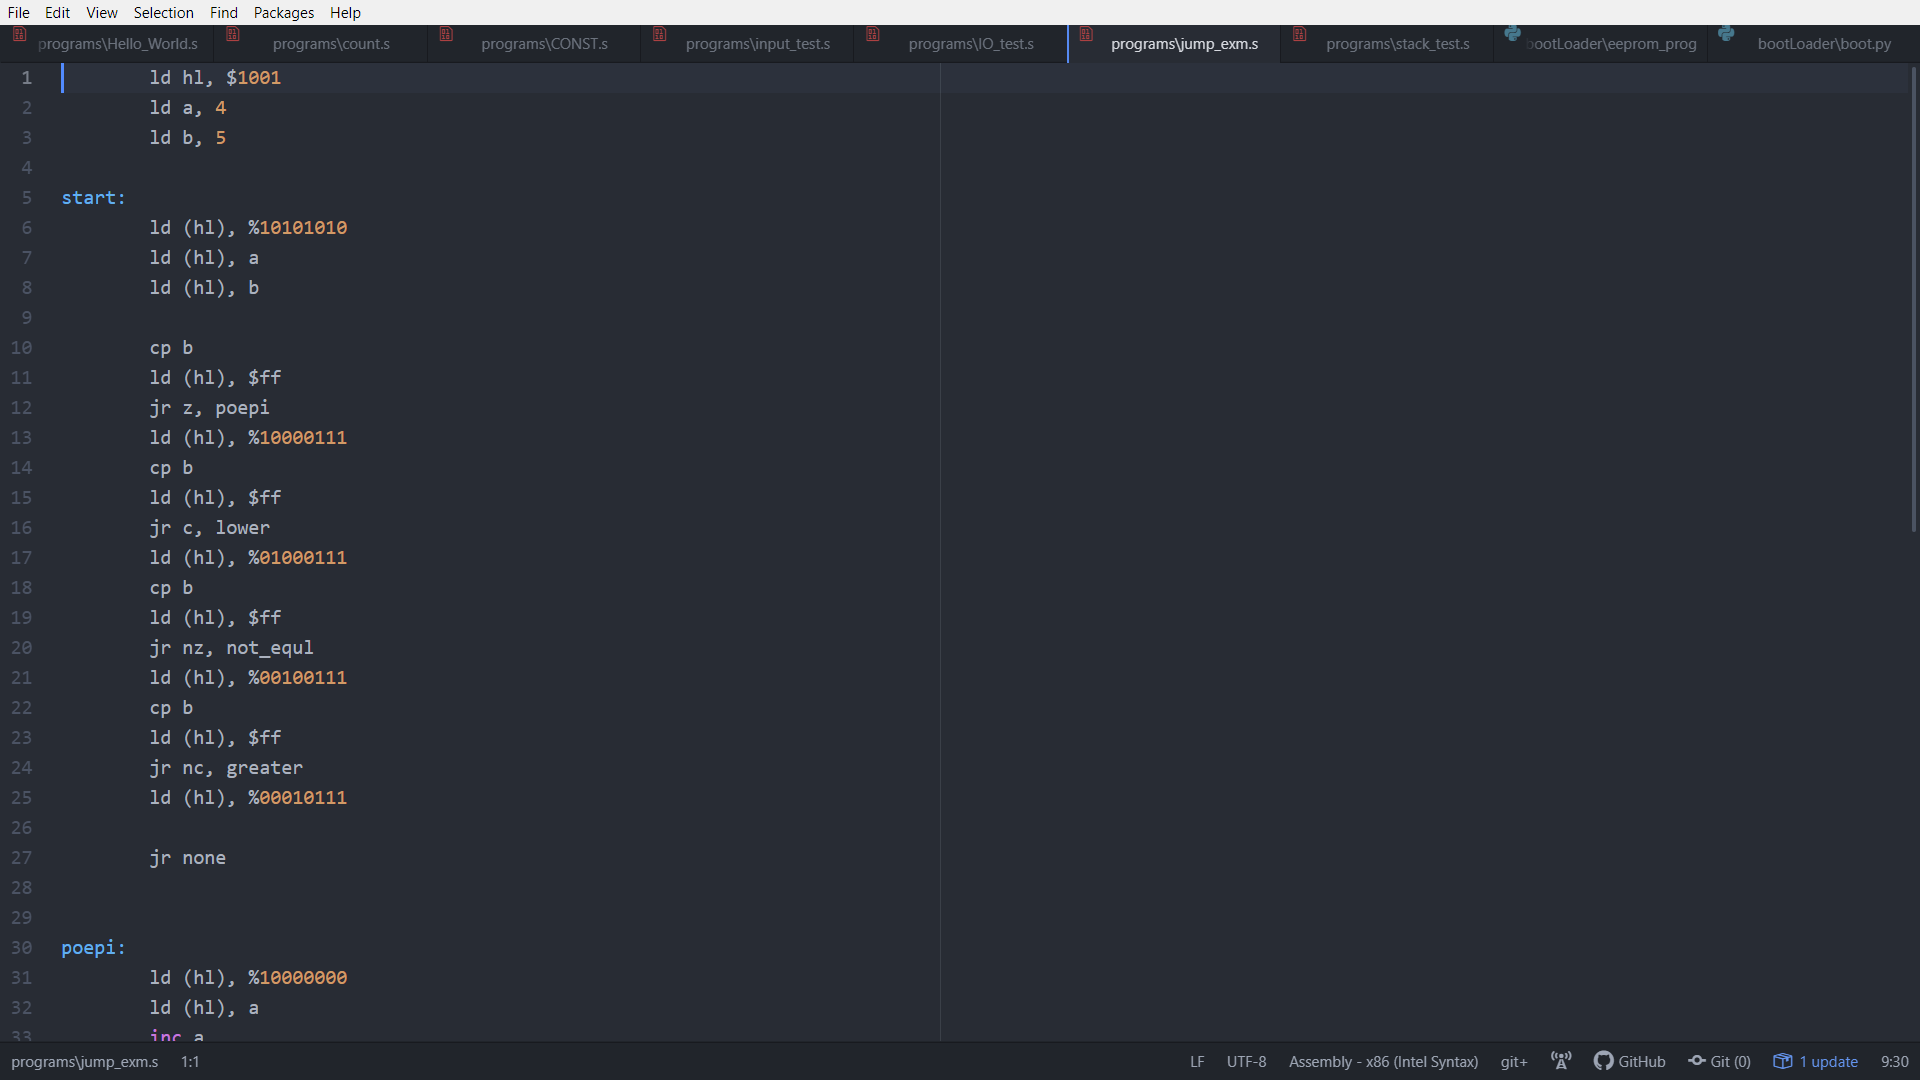 File Edit View Selection Find Packages Help
programs\Hello_World.s programs\count.s programs\CONST.s programs\input_test.s programs\IO_test.s programs\jump_exm.s programs\stack_test.s bootLoader\eeprom_prog bootLoader\boot.py
1 ld hl, $1001
2 ld a, 4
3 ld b, 5
4
5 start:
6 ld (hl), %10101010
7 ld (hl), a
8 ld (hl), b
9
10 cp b
11 ld (hl), $ff
12 jr z, poepi
13 ld (hl), %10000111
14 cp b
15 ld (hl), $ff
16 jr c, lower
17 ld (hl), %01000111
18 cp b
19 ld (hl), $ff
20 jr nz, not_equl
21 ld (hl), %00100111
22 cp b
23 ld (hl), $ff
24 jr nc, greater
25 ld (hl), %00010111
26
27 jr none
28
29
30 poepi:
31 ld (hl), %10000000
32 ld (hl), a
33 inc a
programs\jump_exm.s 1:1 LF UTF-8 Assembly - x86 (Intel Syntax) git+ GitHub Git (0) 1 update 9:30